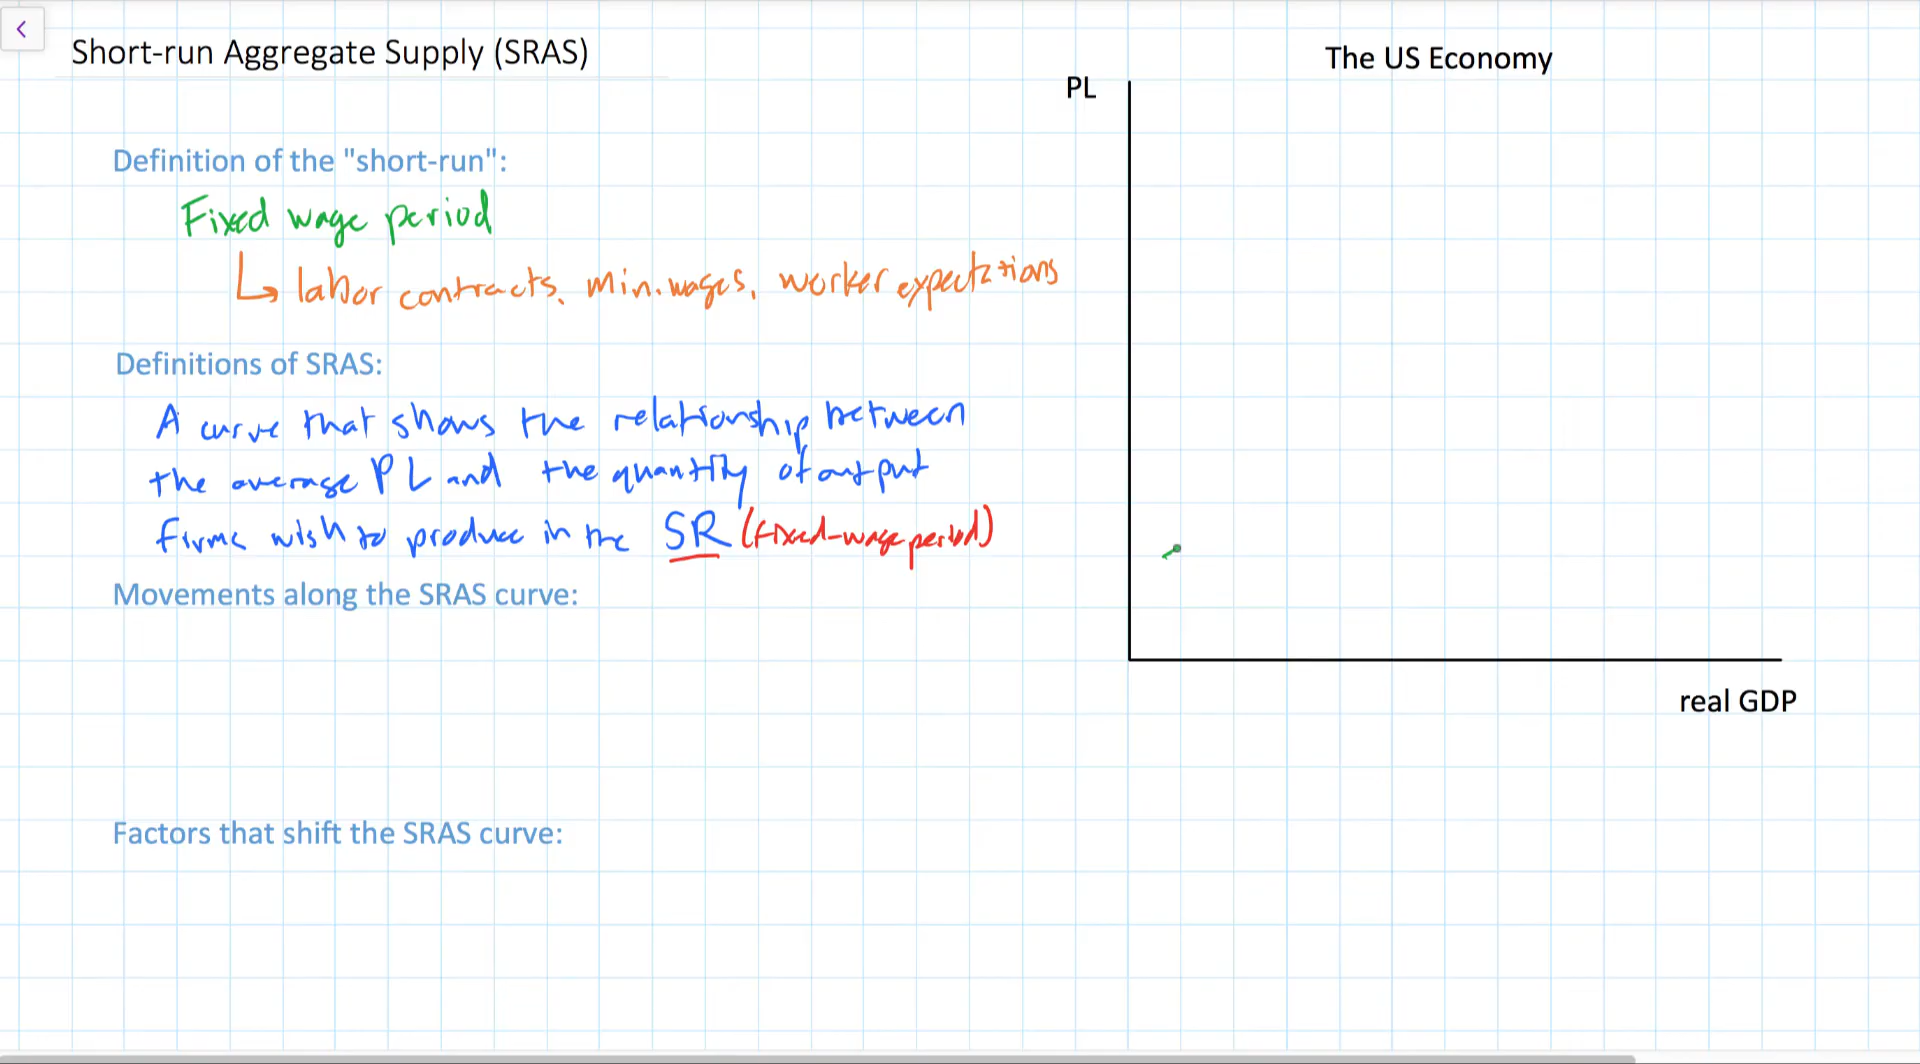 Short-run Aggregate Supply (SRAS)
The US Economy
PL
Definition of the "short-run":
Fixed wage period
labor contracts, min. wages, worker expectations
Definitions of SRAS:
A curve that shows the relationship between
the average PL and the quantity of output
firms wish to produce in the SR (fixed-wage period)
Movements along the SRAS curve:
real GDP
Factors that shift the SRAS curve: